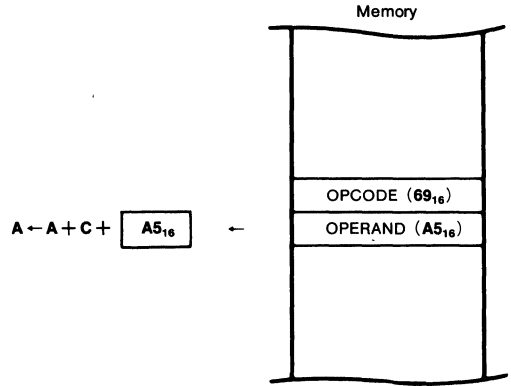 Memory
OPCODE (69₁₆)
A ← A + C + A5₁₆ ← OPERAND (A5₁₆)